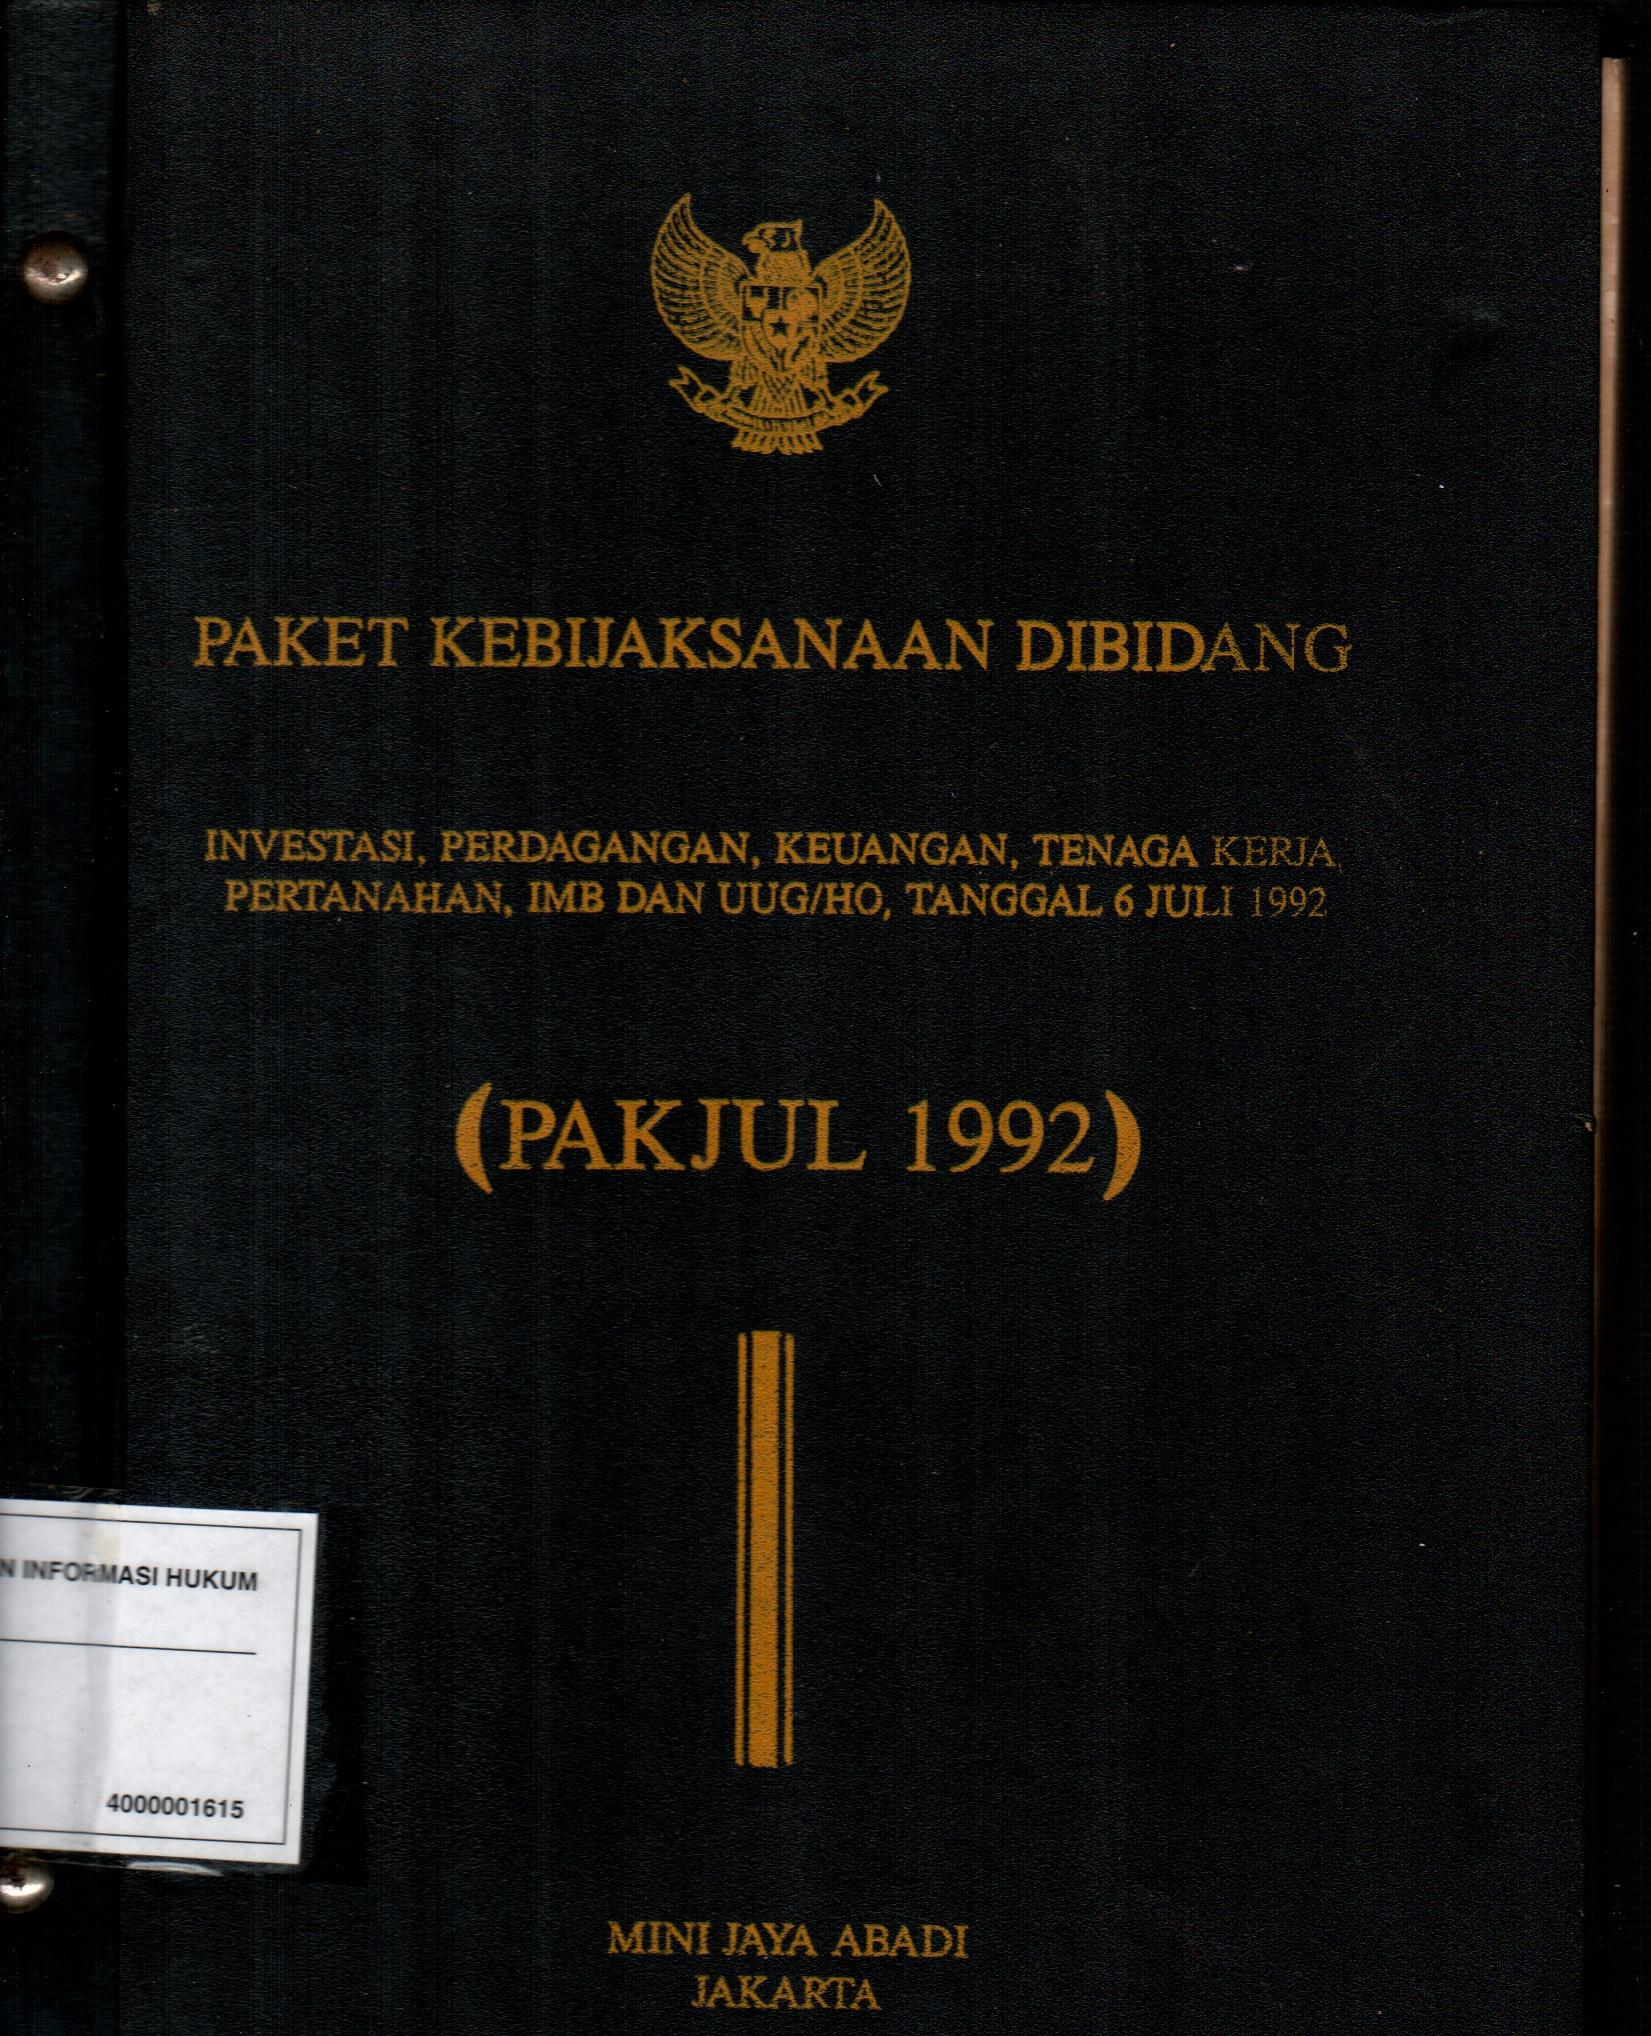 PAKET KEBIJAKSANAAN DIBIDANG
INVESTASI, PERDAGANGAN, KEUANGAN, TENAGA KERJA,
PERTANAHAN, IMB DAN UUG/HO, TANGGAL 6 JULI 1992
(PAKJUL 1992)
N INFORMASI HUKUM
4000001615
MINI JAYA ABADI
JAKARTA